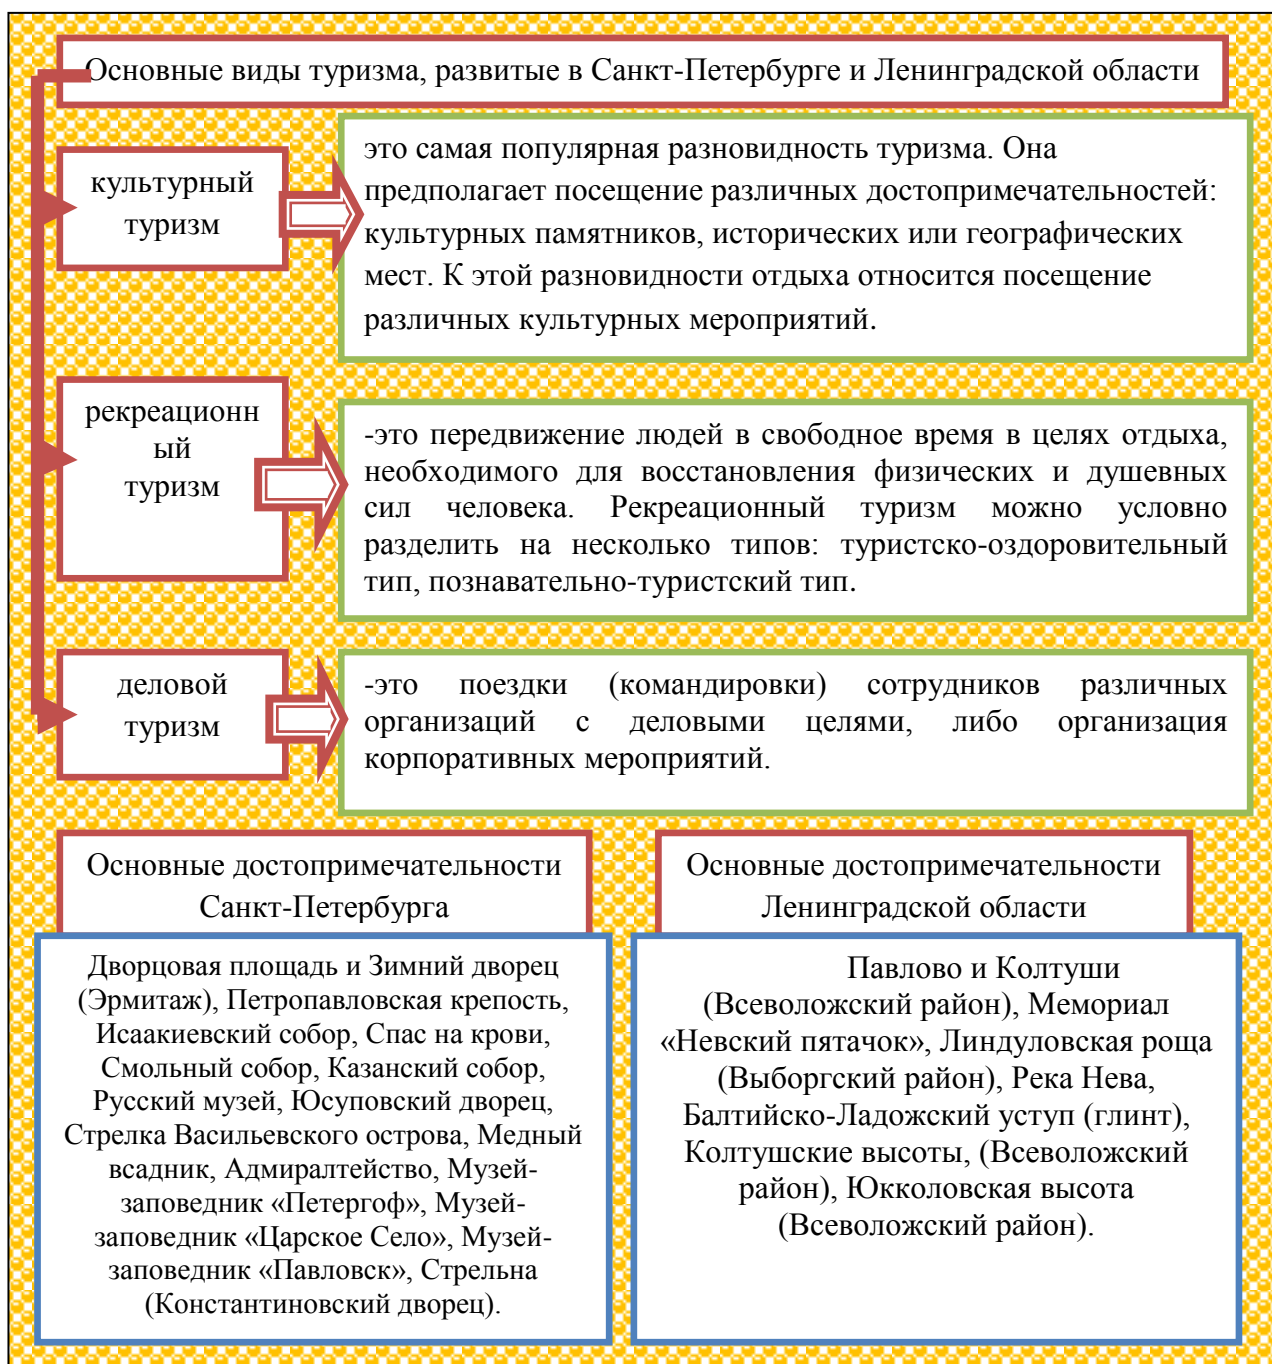 Основные виды туризма, развитые в Санкт-Петербурге и Ленинградской области
культурный
туризм
это самая популярная разновидность туризма. Она
предполагает посещение различных достопримечательностей:
культурных памятников, исторических или географических
мест. К этой разновидности отдыха относится посещение
различных культурных мероприятий.
рекреационн
ый
туризм
-это передвижение людей в свободное время в целях отдыха,
необходимого для восстановления физических и душевных
сил человека. Рекреационный туризм можно условно
разделить на несколько типов: туристско-оздоровительный
тип, познавательно-туристский тип.
деловой
туризм
-это поездки (командировки) сотрудников различных
организаций с деловыми целями, либо организация
корпоративных мероприятий.
Основные достопримечательности
Санкт-Петербурга
Дворцовая площадь и Зимний дворец
(Эрмитаж), Петропавловская крепость,
Исаакиевский собор, Спас на крови,
Смольный собор, Казанский собор,
Русский музей, Юсуповский дворец,
Стрелка Васильевского острова, Медный
всадник, Адмиралтейство, Музей-
заповедник «Петергоф», Музей-
заповедник «Царское Село», Музей-
заповедник «Павловск», Стрельна
(Константиновский дворец).
Основные достопримечательности
Ленинградской области
Павлово и Колтуши
(Всеволожский район), Мемориал
«Невский пятачок», Линдуловская роща
(Выборгский район), Река Нева,
Балтийско-Ладожский уступ (глинт),
Колтушские высоты, (Всеволожский
район), Юкколовская высота
(Всеволожский район).